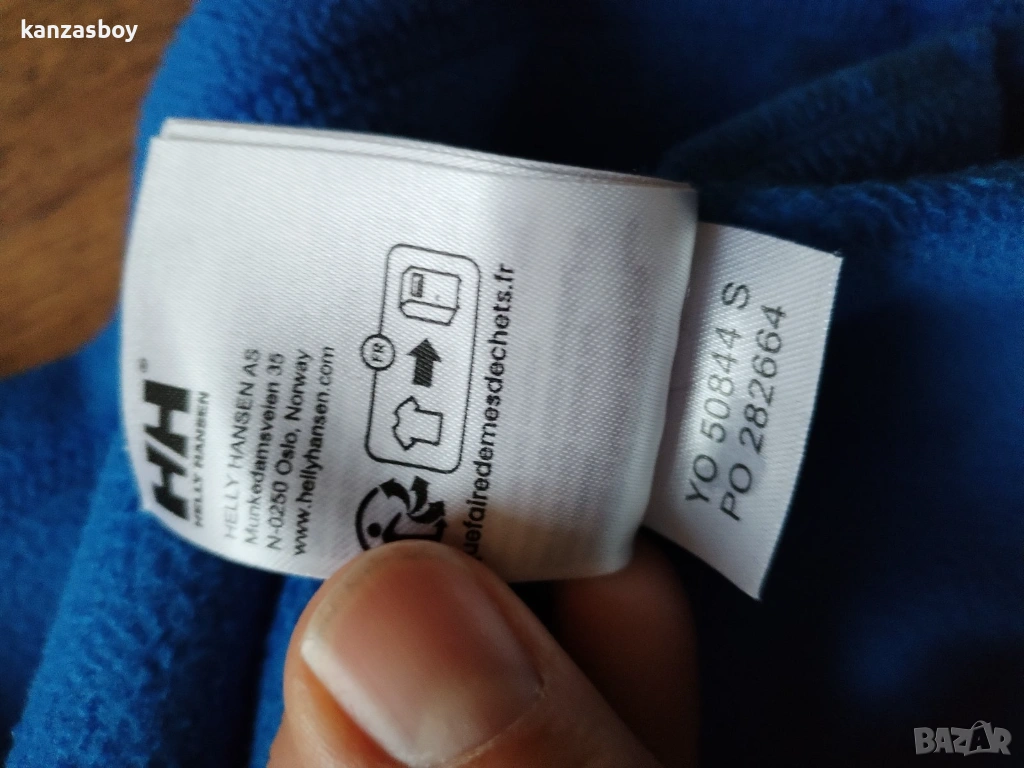 kanzasboy
HH®
HELLY HANSEN
HELLY HANSEN AS
Munkedamsveien 35
N-0250 Oslo, Norway
www.hellyhansen.com
FR
uefairedemesdechets.fr
YO 50844 S
PO 282664
BAZAR